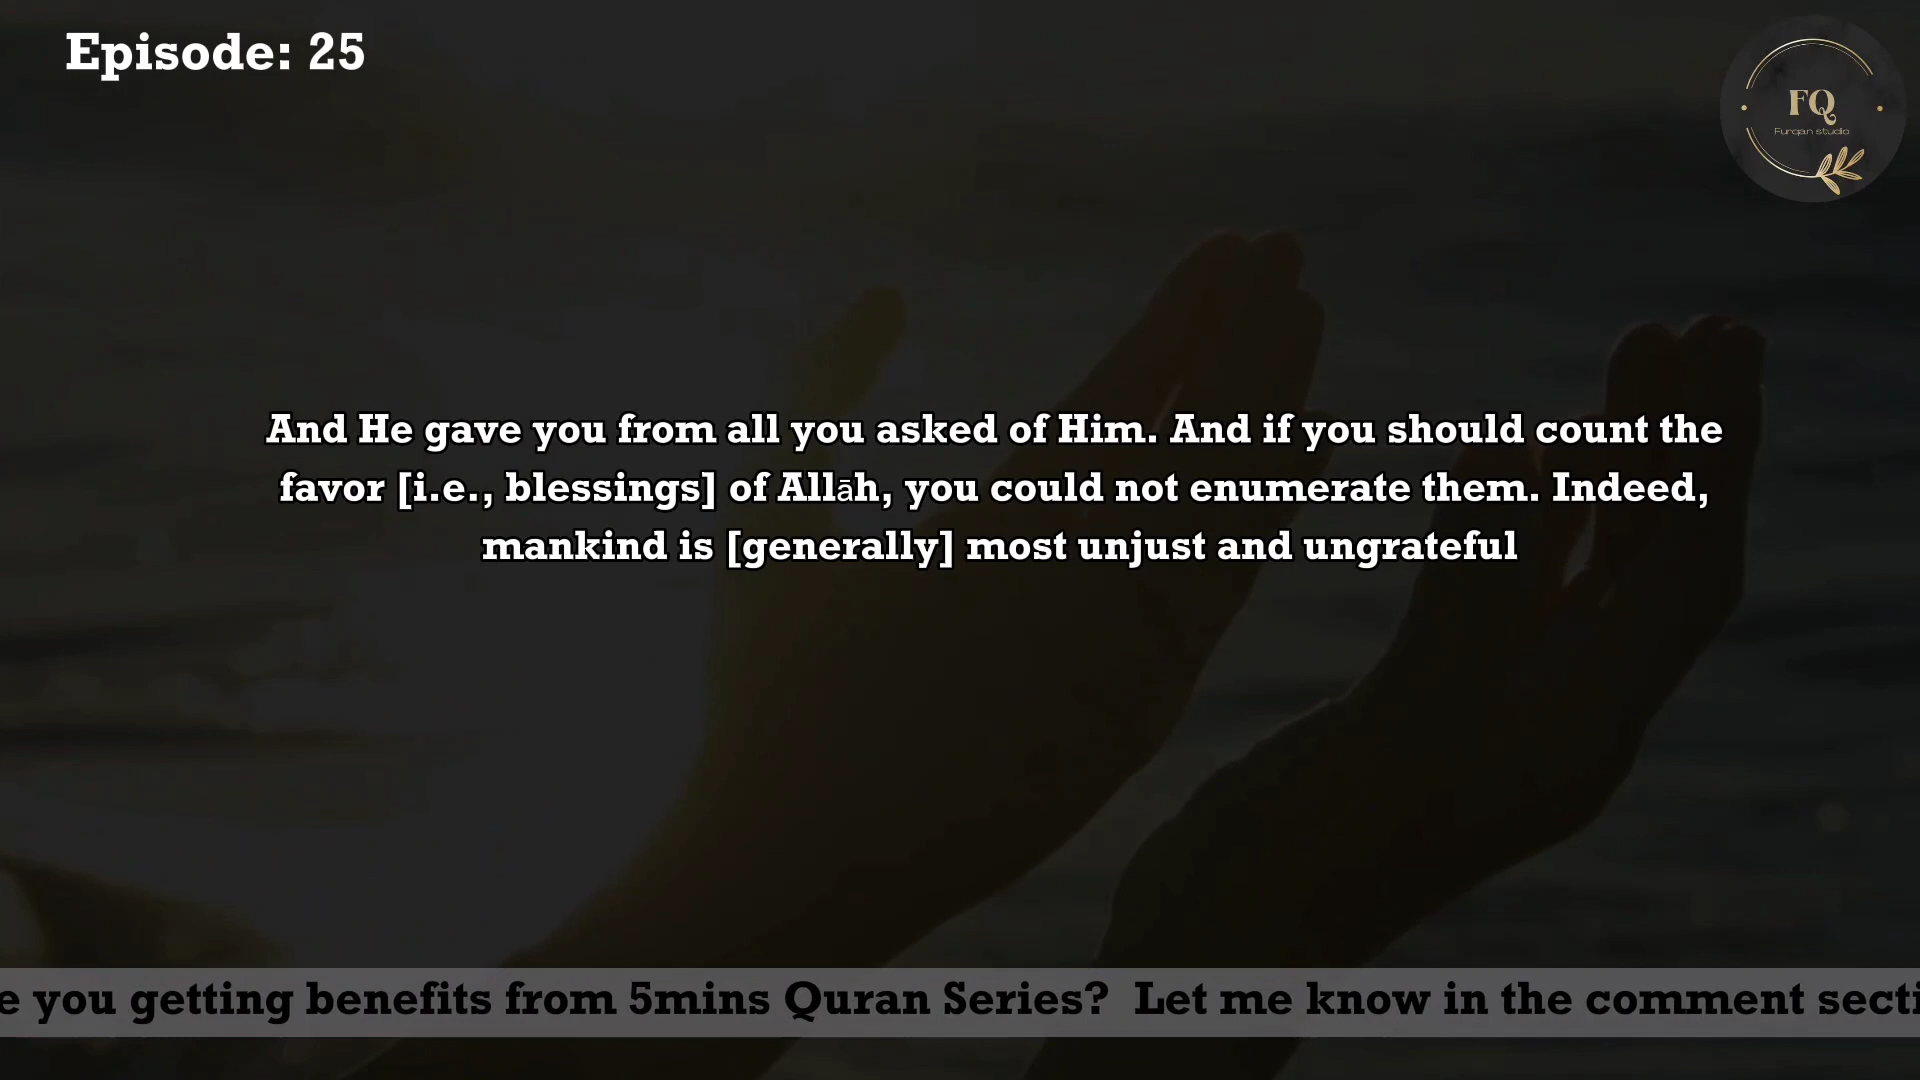 Episode: 25
FQ
Furqan studio
And He gave you from all you asked of Him. And if you should count the
favor [i.e., blessings] of Allāh, you could not enumerate them. Indeed,
mankind is [generally] most unjust and ungrateful
e you getting benefits from 5mins Quran Series? Let me know in the comment secti